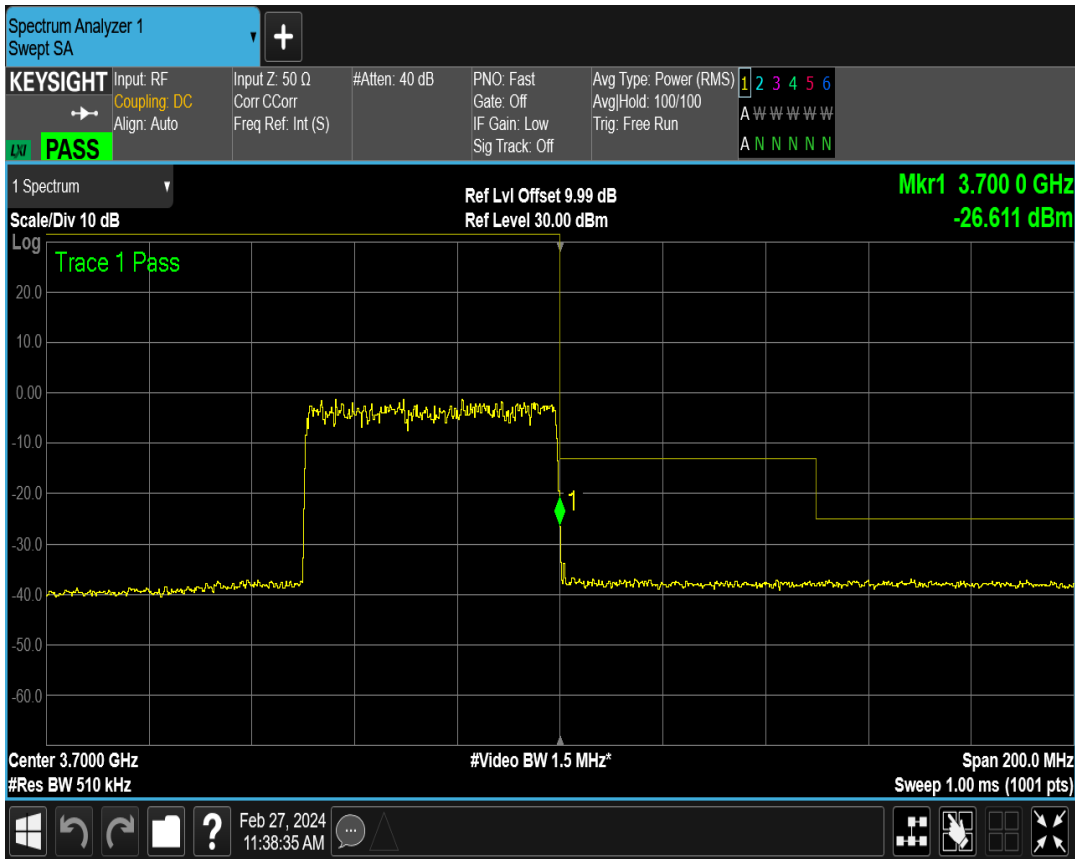 Spectrum Analyzer 1
Swept SA
+
KEYSIGHT
LXI
PASS
Input: RF
Coupling: DC
Align: Auto
Input Z: 50 Ω
Corr CCorr
Freq Ref: Int (S)
#Atten: 40 dB
PNO: Fast
Gate: Off
IF Gain: Low
Sig Track: Off
Avg Type: Power (RMS)
Avg|Hold: 100/100
Trig: Free Run
1 2 3 4 5 6
A W W W W W
A N N N N N
1 Spectrum
Scale/Div 10 dB
Ref Lvl Offset 9.99 dB
Ref Level 30.00 dBm
Mkr1 3.700 0 GHz
-26.611 dBm
Log
Trace 1 Pass
20.0
10.0
0.00
-10.0
-20.0
-30.0
-40.0
-50.0
-60.0
1
Center 3.7000 GHz
#Res BW 510 kHz
#Video BW 1.5 MHz*
Span 200.0 MHz
Sweep 1.00 ms (1001 pts)
?
Feb 27, 2024
11:38:35 AM